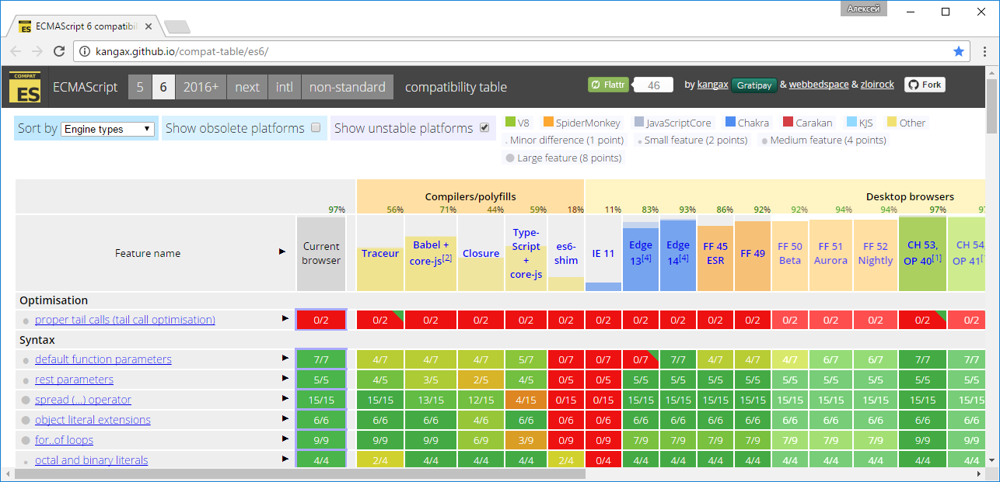 Алексей
ECMAScript 6 compatibi
kangax.github.io/compat-table/es6/
COMPAT ES ECMAScript 5 6 2016+ next intl non-standard compatibility table Flattr 46 by kangax Gratipay & webbedspace & zloirock Fork
Sort by Engine types Show obsolete platforms Show unstable platforms V8 SpiderMonkey JavaScriptCore Chakra Carakan KJS Other
Minor difference (1 point) Small feature (2 points) Medium feature (4 points)
Large feature (8 points)
Compilers/polyfills Desktop browsers
97% 56% 71% 44% 59% 18% 11% 83% 93% 86% 92% 92% 94% 94% 97% 97
Feature name Current browser Traceur Babel + core-js[2] Closure Type-Script + core-js es6-shim IE 11 Edge 13[4] Edge 14[4] FF 45 ESR FF 49 FF 50 Beta FF 51 Aurora FF 52 Nightly CH 53, OP 40[1] CH 54, OP 41[1
Optimisation
proper tail calls (tail call optimisation) 0/2 0/2 0/2 0/2 0/2 0/2 0/2 0/2 0/2 0/2 0/2 0/2 0/2 0/2 0/2 0/2
Syntax
default function parameters 7/7 4/7 4/7 4/7 5/7 0/7 0/7 0/7 7/7 4/7 4/7 4/7 6/7 6/7 7/7 7/7
rest parameters 5/5 4/5 3/5 2/5 4/5 0/5 0/5 5/5 5/5 5/5 5/5 5/5 5/5 5/5 5/5 5/5
spread (...) operator 15/15 15/15 13/15 12/15 4/15 0/15 0/15 15/15 15/15 15/15 15/15 15/15 15/15 15/15 15/15 15/15
object literal extensions 6/6 6/6 6/6 4/6 6/6 0/6 0/6 6/6 6/6 6/6 6/6 6/6 6/6 6/6 6/6 6/6
for..of loops 9/9 9/9 9/9 6/9 3/9 0/9 0/9 7/9 9/9 7/9 7/9 7/9 7/9 7/9 9/9 9/9
octal and binary literals 4/4 2/4 4/4 4/4 4/4 2/4 0/4 4/4 4/4 4/4 4/4 4/4 4/4 4/4 4/4 4/4